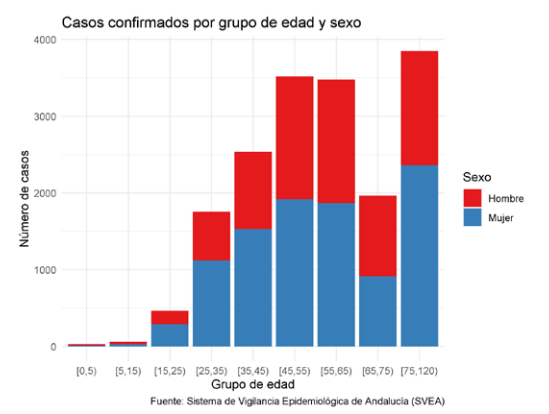 Casos confirmados por grupo de edad y sexo
4000
3000
2000
1000
0
Número de casos
[0,5) [5,15) [15,25) [25,35) [35,45) [45,55) [55,65) [65,75) [75,120)
Grupo de edad
Sexo
Hombre
Mujer
Fuente: Sistema de Vigilancia Epidemiológica de Andalucía (SVEA)